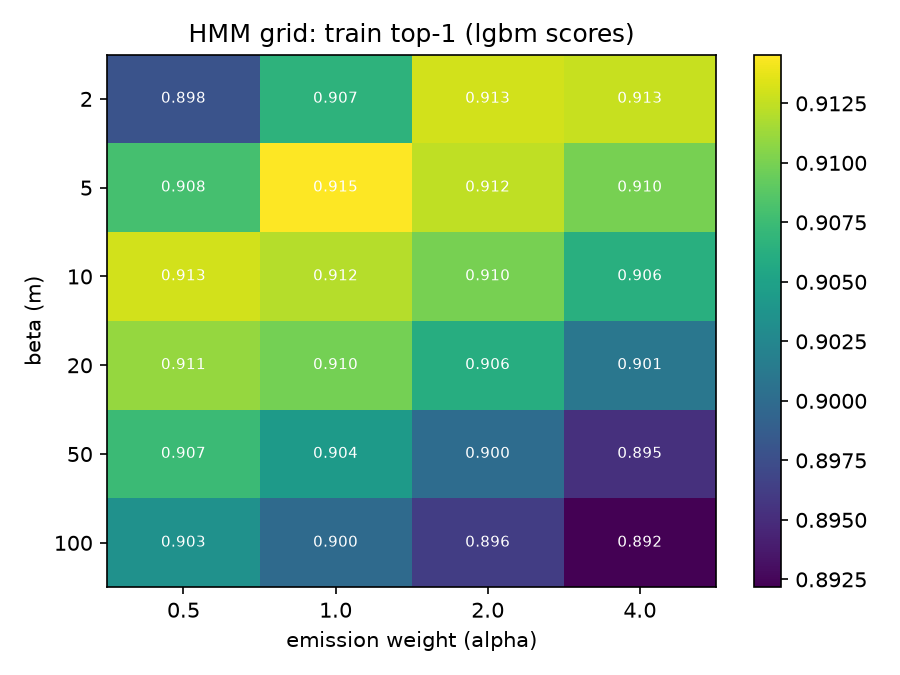 HMM grid: train top-1 (lgbm scores)
2 0.898 0.907 0.913 0.913
5 0.908 0.915 0.912 0.910
10 0.913 0.912 0.910 0.906
20 0.911 0.910 0.906 0.901
50 0.907 0.904 0.900 0.895
100 0.903 0.900 0.896 0.892
0.5 1.0 2.0 4.0
emission weight (alpha)
beta (m)
0.9125
0.9100
0.9075
0.9050
0.9025
0.9000
0.8975
0.8950
0.8925